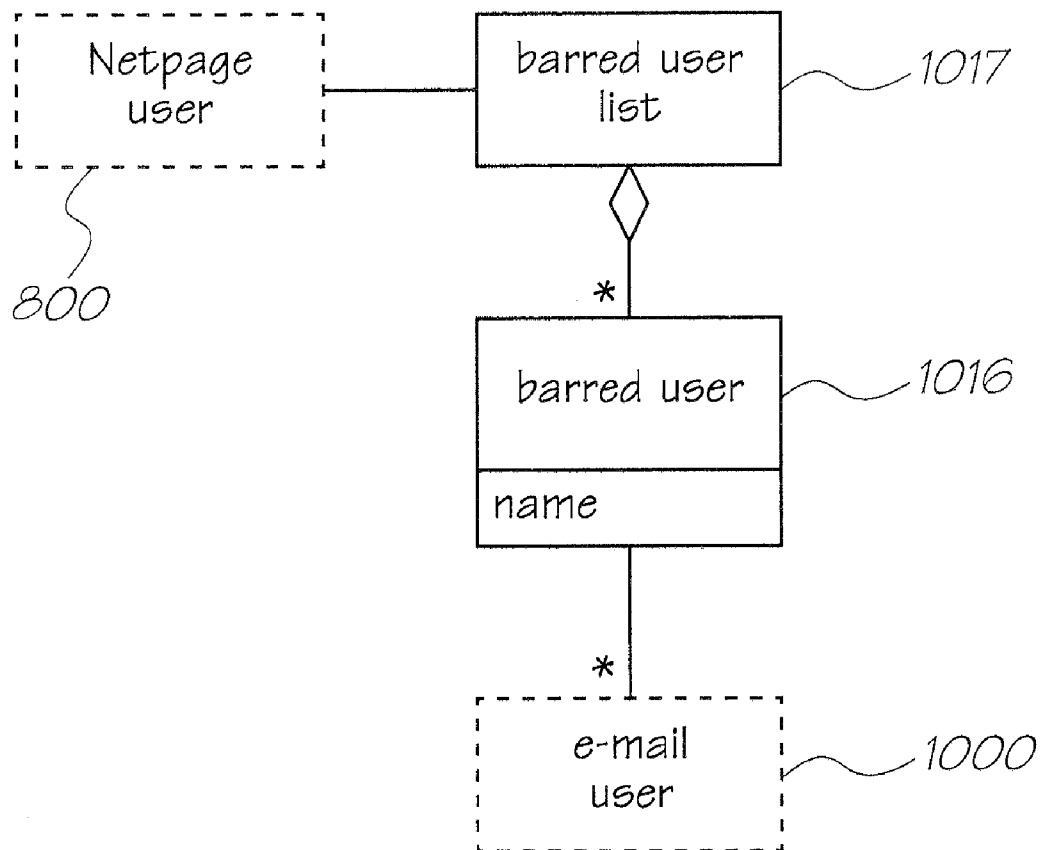 Netpage
user
barred user
list
1017
800
*
barred user
1016
name
*
e-mail
user
1000